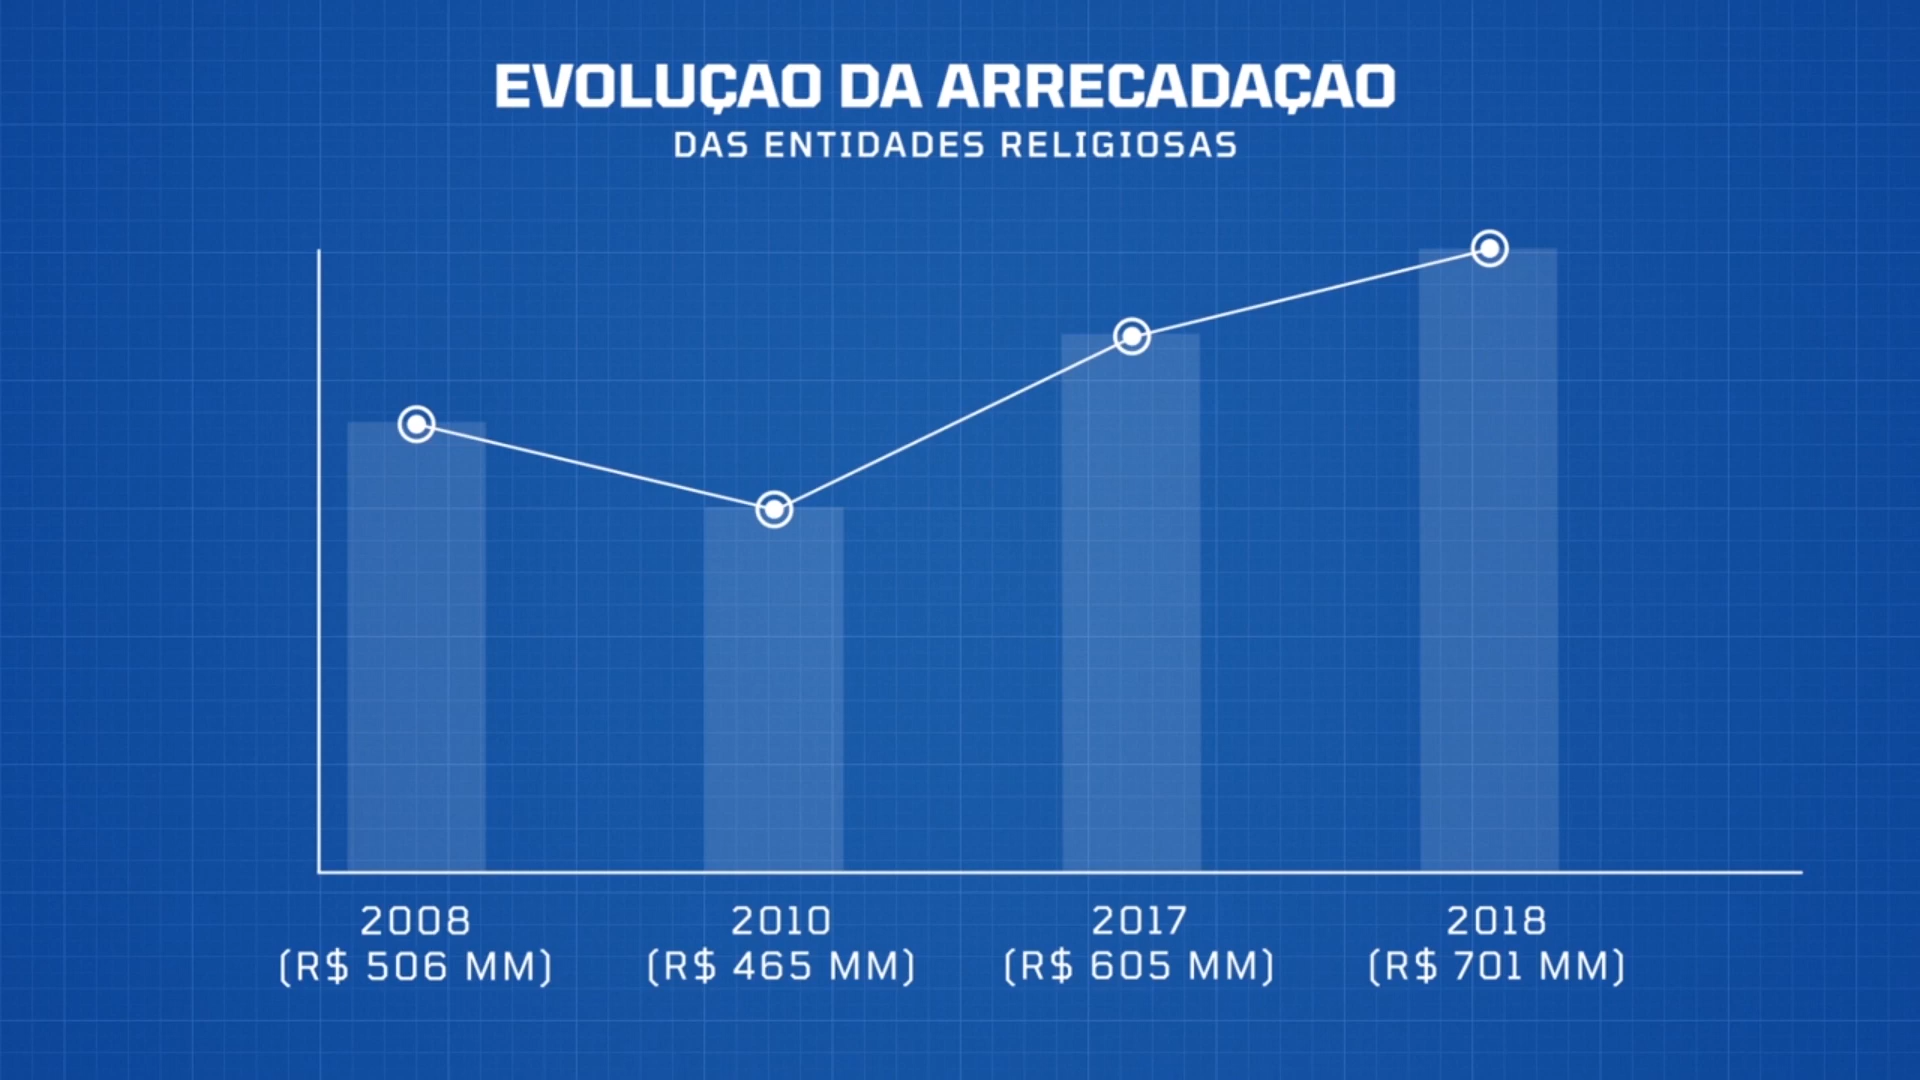 EVOLUÇAO DA ARRECADAÇAO
DAS ENTIDADES RELIGIOSAS
2008
(R$ 506 MM)
2010
(R$ 465 MM)
2017
(R$ 605 MM)
2018
(R$ 701 MM)